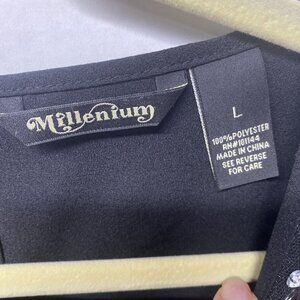 Millenium
L
100%POLYESTER
RN#101144
MADE IN CHINA
SEE REVERSE
FOR CARE